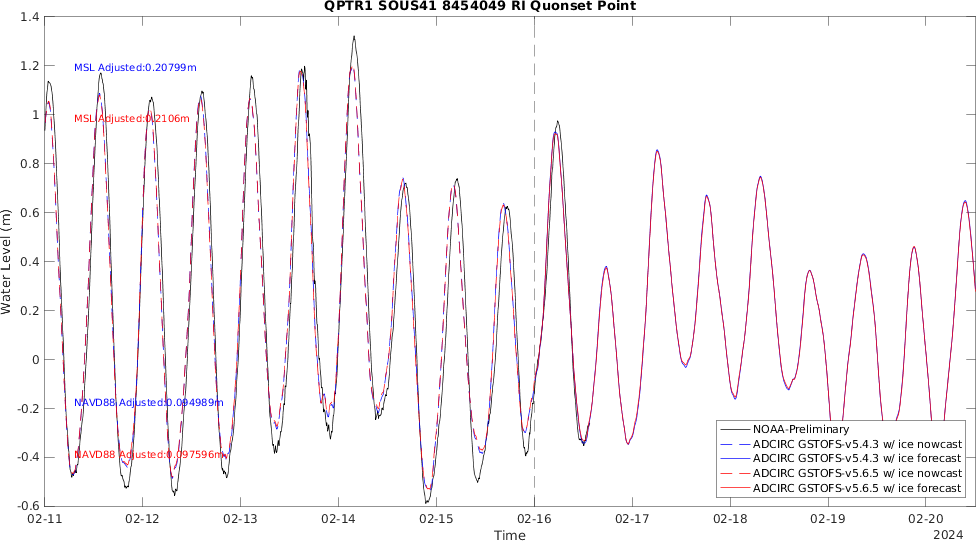 QPTR1 SOUS41 8454049 RI Quonset Point
1.4
1.2
1
0.8
0.6
0.4
0.2
0
-0.2
-0.4
-0.6
Water Level (m)
MSL Adjusted:0.20799m
MSL Adjusted:0.2106m
NAVD88 Adjusted:0.094989m
NAVD88 Adjusted:0.097596m
NOAA-Preliminary
ADCIRC GSTOFS-v5.4.3 w/ ice nowcast
ADCIRC GSTOFS-v5.4.3 w/ ice forecast
ADCIRC GSTOFS-v5.6.5 w/ ice nowcast
ADCIRC GSTOFS-v5.6.5 w/ ice forecast
02-11 02-12 02-13 02-14 02-15 02-16 02-17 02-18 02-19 02-20
Time
2024